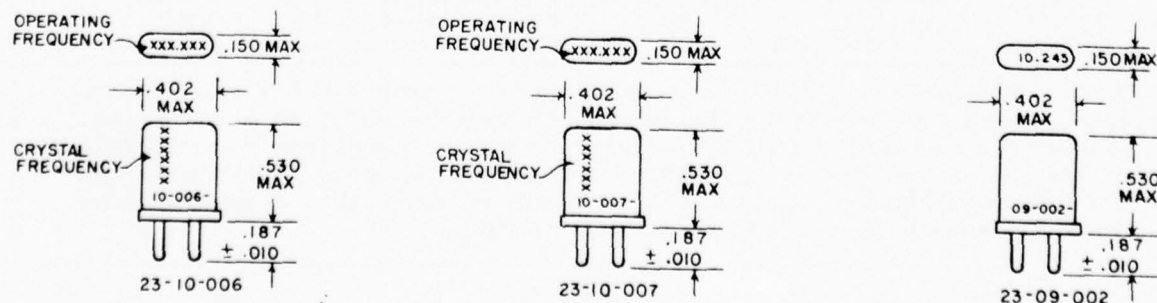 OPERATING
FREQUENCY
XXX.XXX
.150 MAX
.402
MAX
CRYSTAL
FREQUENCY
XX.XXXXX
.530
MAX
10-006-
.187
± .010
23-10-006
OPERATING
FREQUENCY
XXX.XXX
.150 MAX
.402
MAX
CRYSTAL
FREQUENCY
.530
MAX
10-007-
.187
± .010
23-10-007
10.245
.150 MAX
.402
MAX
.530
MAX
09-002-
.187
± .010
23-09-002